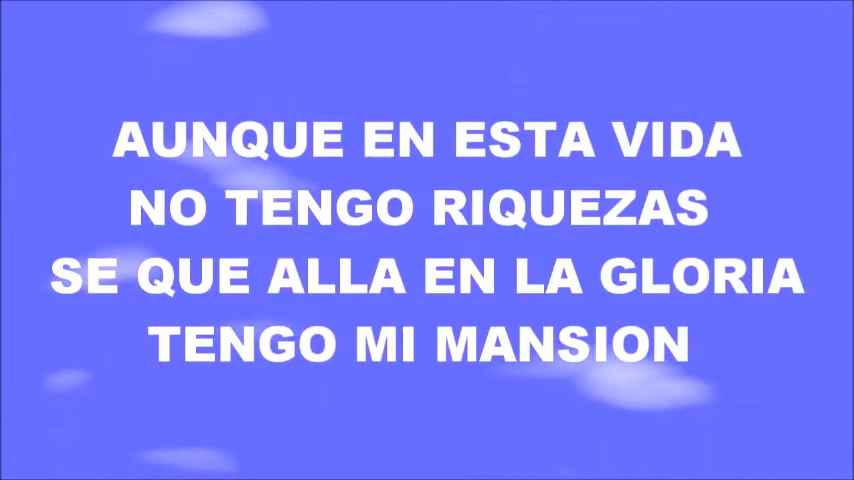 AUNQUE EN ESTA VIDA
NO TENGO RIQUEZAS
SE QUE ALLA EN LA GLORIA
TENGO MI MANSION